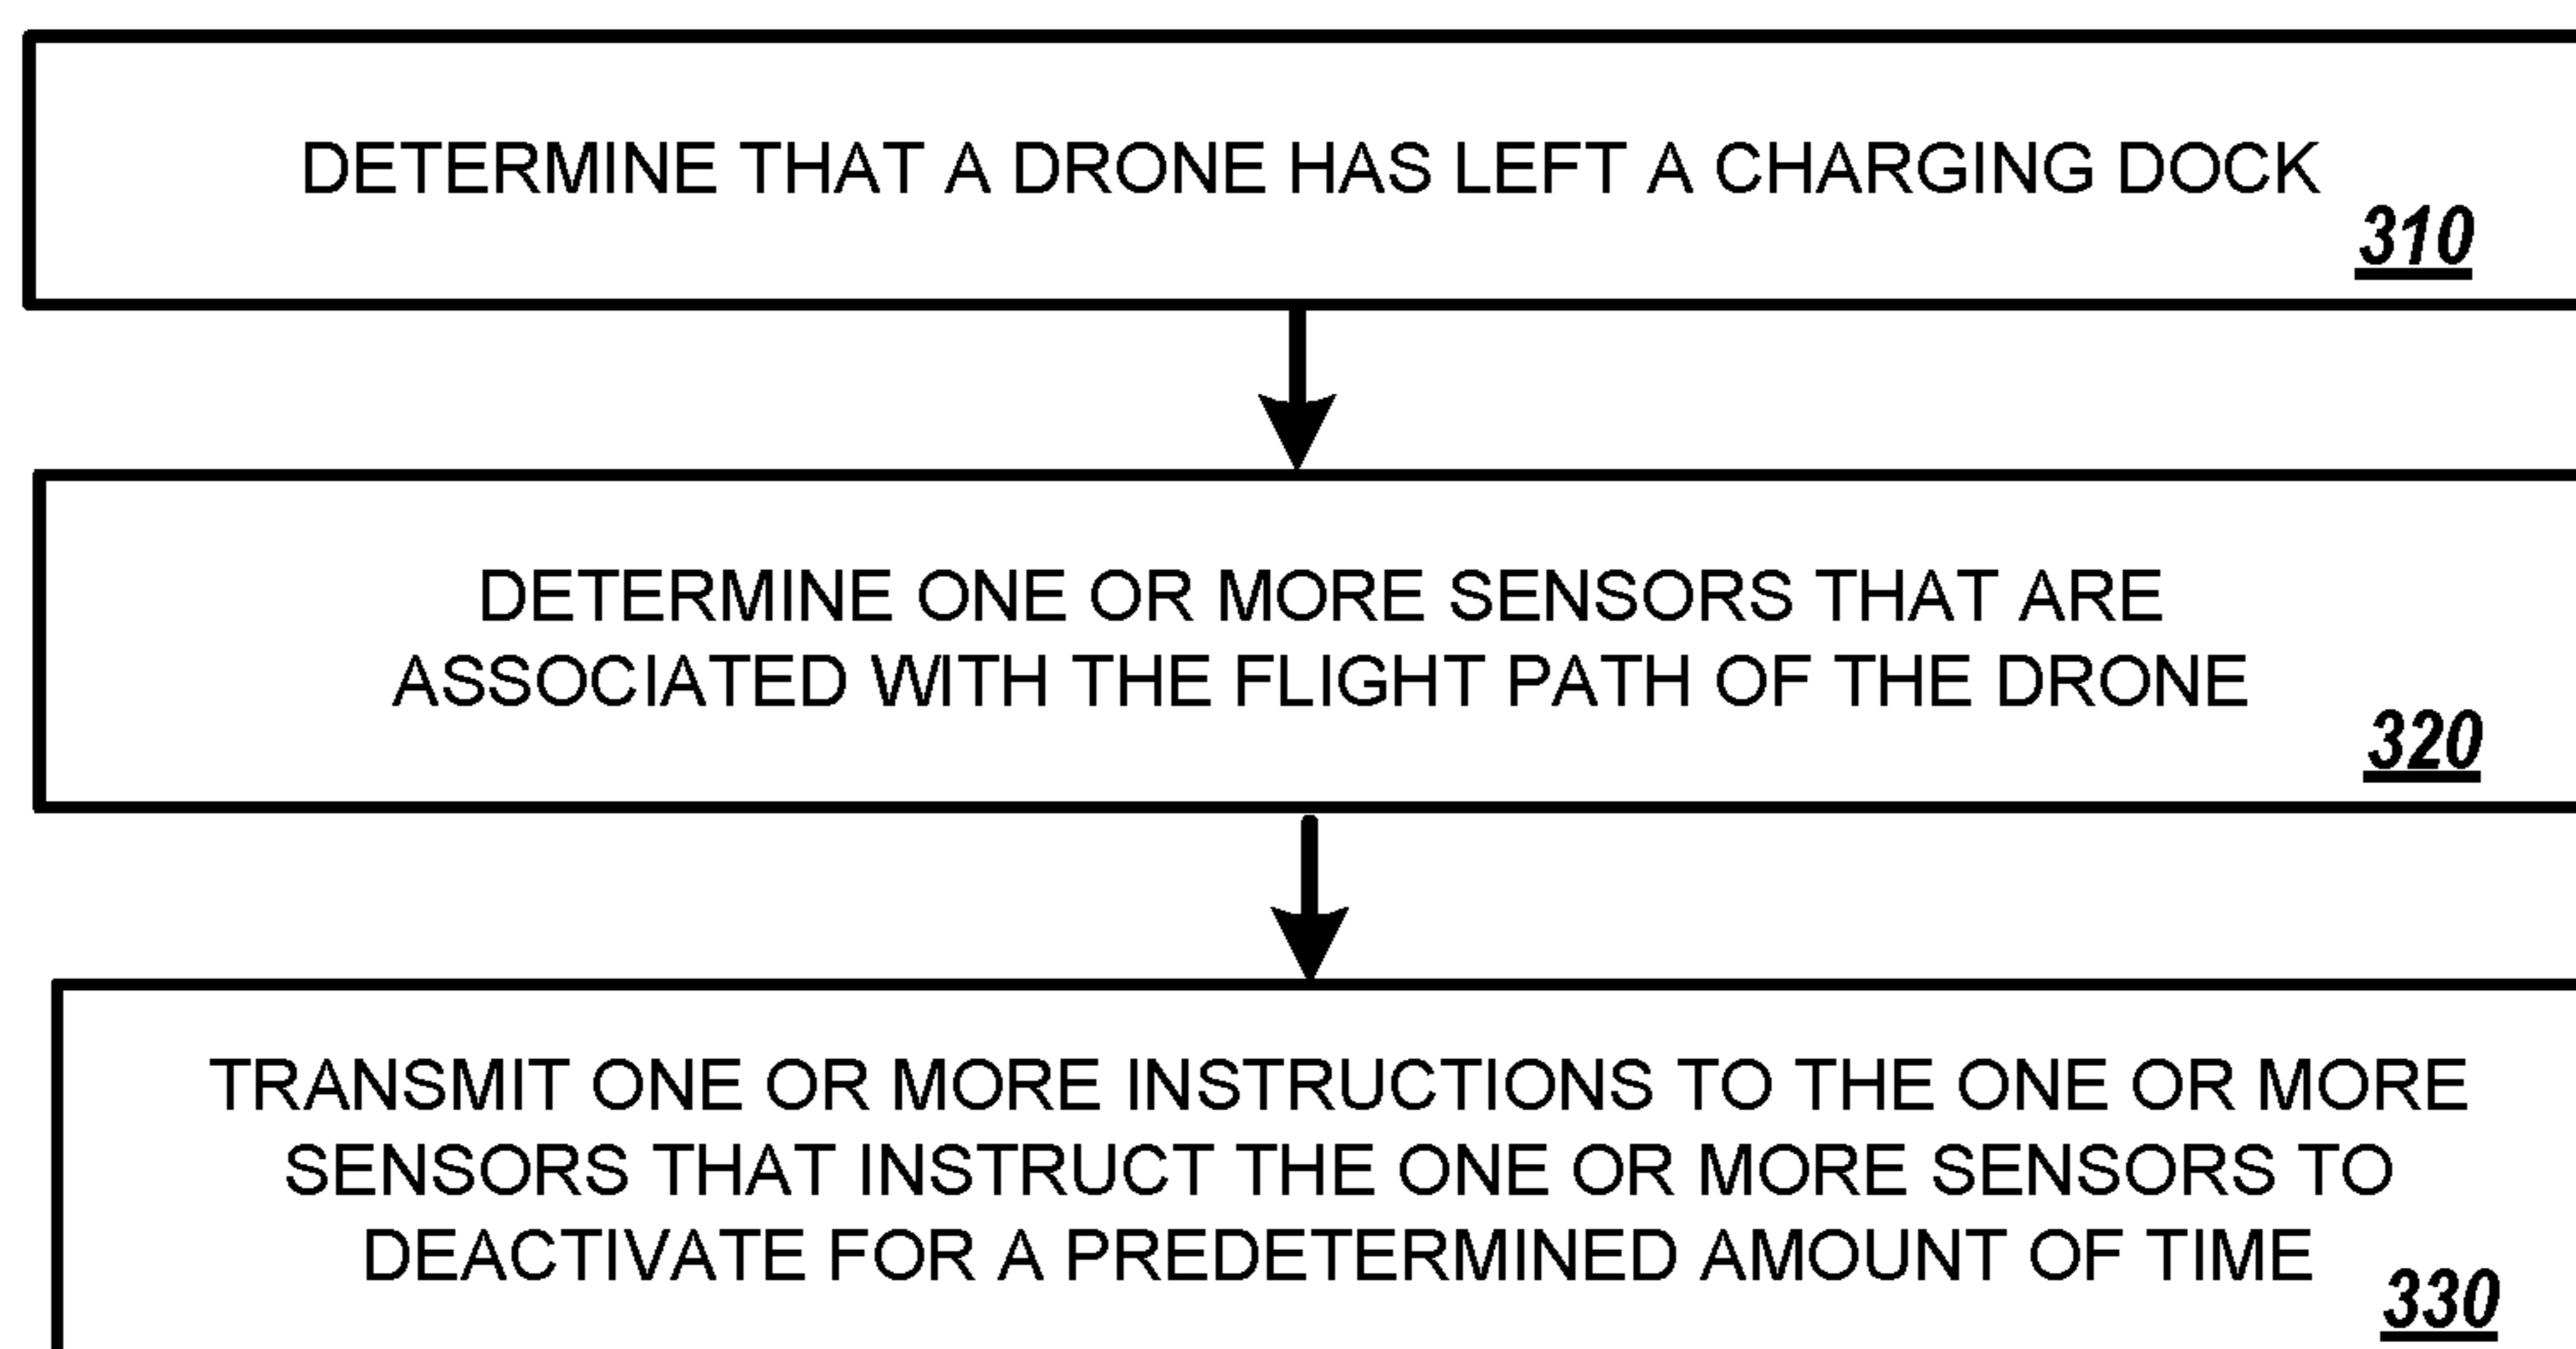 DETERMINE THAT A DRONE HAS LEFT A CHARGING DOCK
310
DETERMINE ONE OR MORE SENSORS THAT ARE
ASSOCIATED WITH THE FLIGHT PATH OF THE DRONE
320
TRANSMIT ONE OR MORE INSTRUCTIONS TO THE ONE OR MORE
SENSORS THAT INSTRUCT THE ONE OR MORE SENSORS TO
DEACTIVATE FOR A PREDETERMINED AMOUNT OF TIME
330